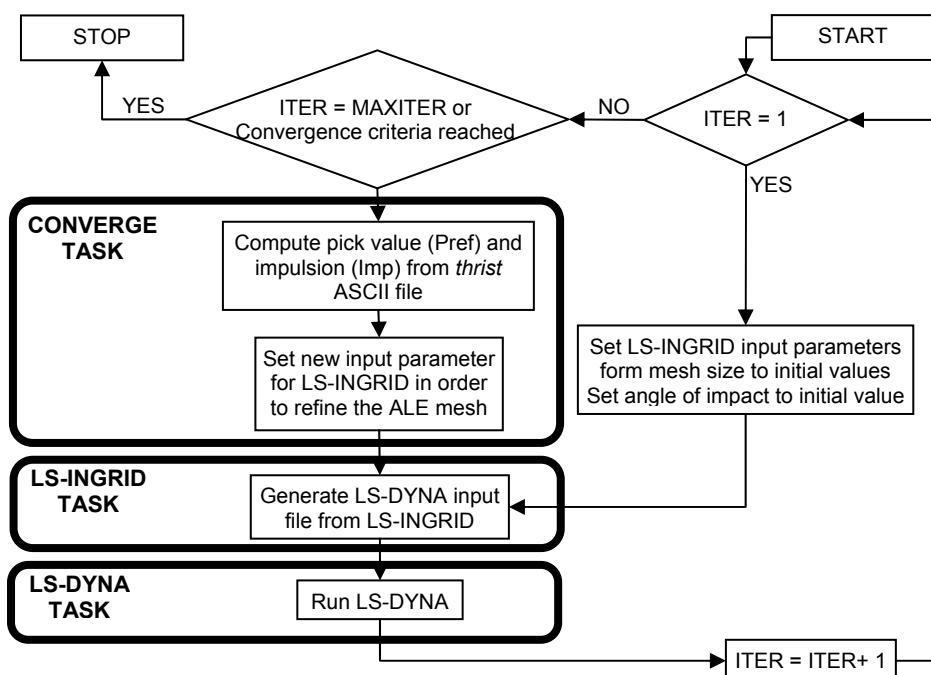 STOP
START
YES
ITER = MAXITER or
Convergence criteria reached
NO
ITER = 1
YES
CONVERGE
TASK
Compute pick value (Pref) and
impulsion (Imp) from thrist
ASCII file
Set new input parameter
for LS-INGRID in order
to refine the ALE mesh
Set LS-INGRID input parameters
form mesh size to initial values
Set angle of impact to initial value
LS-INGRID
TASK
Generate LS-DYNA input
file from LS-INGRID
LS-DYNA
TASK
Run LS-DYNA
ITER = ITER+ 1